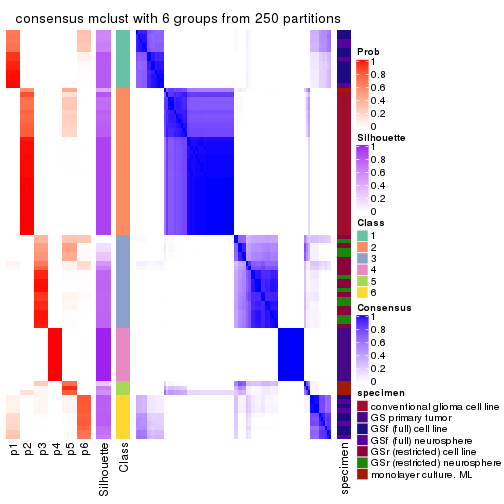 consensus mclust with 6 groups from 250 partitions
Prob
1
0.8
0.6
0.4
0.2
0
Silhouette
1
0.8
0.6
0.4
0.2
0
Class
1
2
3
4
5
6
Consensus
1
0.8
0.6
0.4
0.2
0
specimen
conventional glioma cell line
GS primary tumor
GSf (full) cell line
GSf (full) neurosphere
GSr (restricted) cell line
GSr (restricted) neurosphere
monolayer culture. ML
p1
p2
p3
p4
p5
p6
Silhouette
Class
specimen